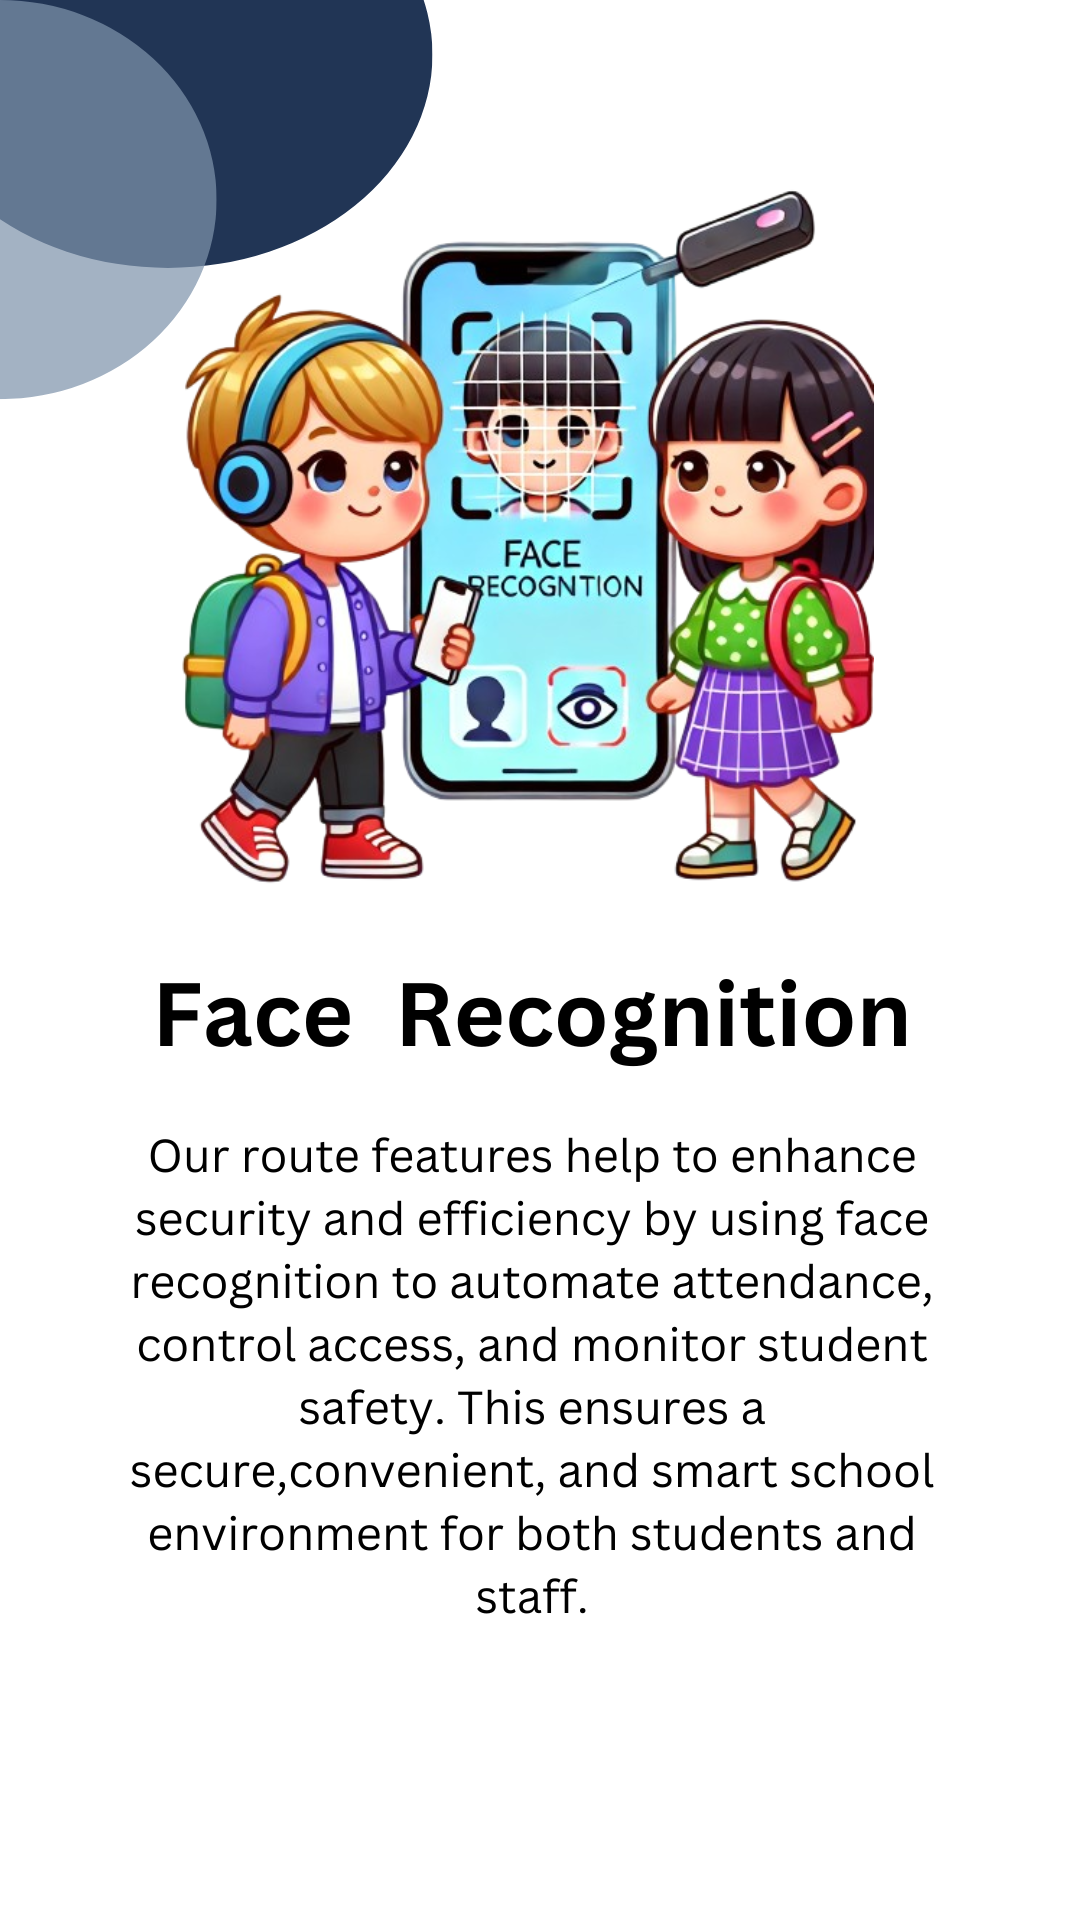 FACE
RECOGNTION
Face Recognition
Our route features help to enhance
security and efficiency by using face
recognition to automate attendance,
control access, and monitor student
safety. This ensures a
secure,convenient, and smart school
environment for both students and
staff.